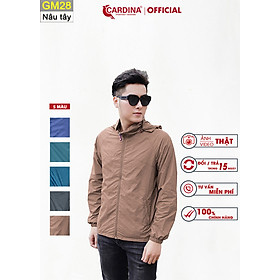 GM28
Nâu tây
CARDINA | OFFICIAL
5 MÀU
ẢNH VIDEO THẬT
ĐỔI & TRẢ
TRONG 15 NGÀY
TƯ VẤN
MIỄN PHÍ
100%
CHÍNH HÃNG